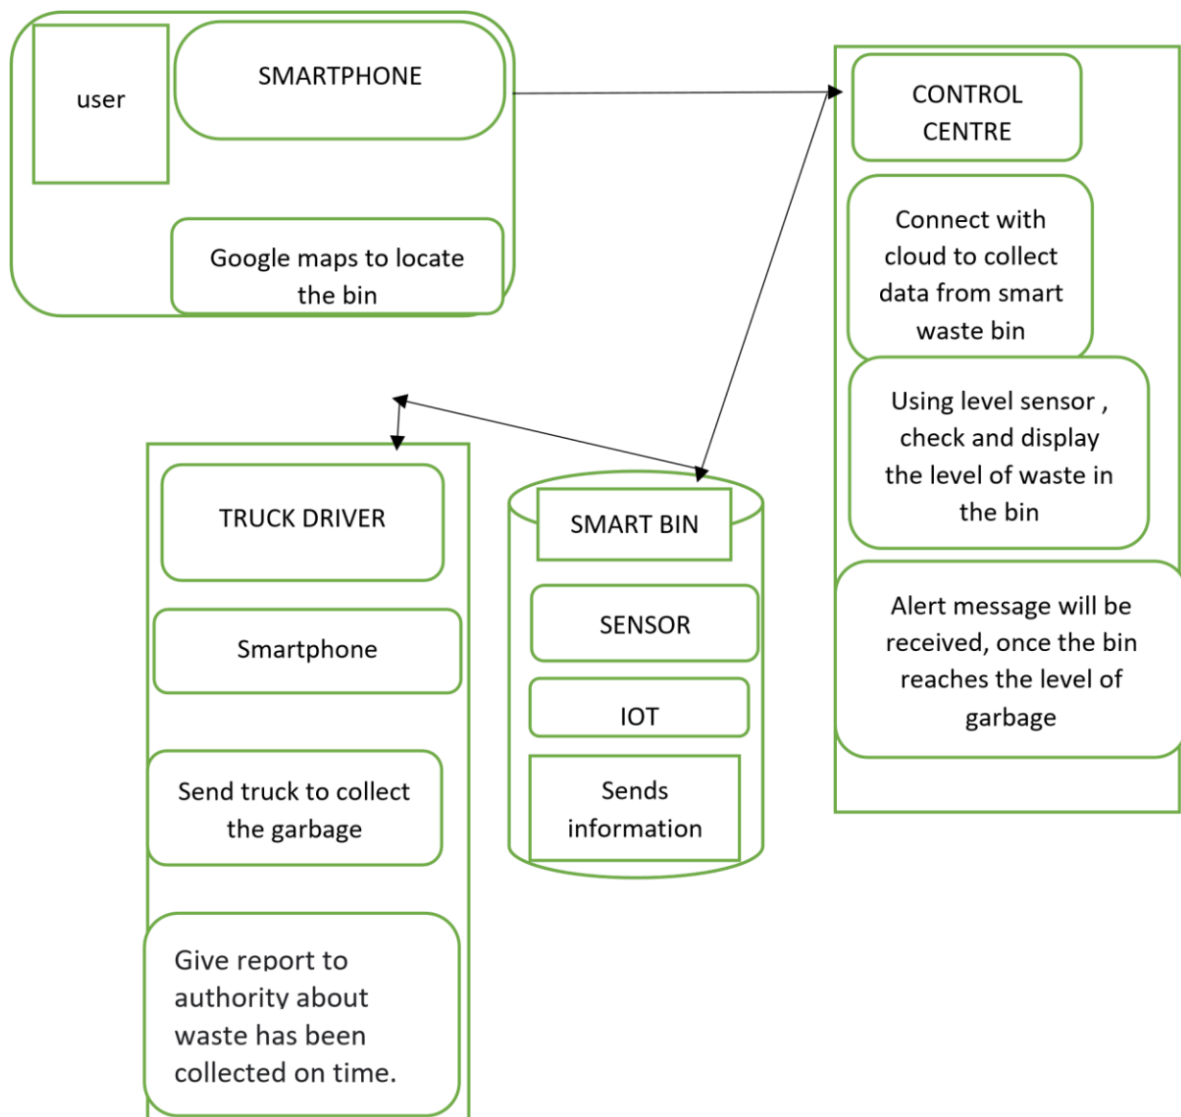 user
SMARTPHONE
Google maps to locate
the bin
CONTROL
CENTRE
Connect with
cloud to collect
data from smart
waste bin
Using level sensor ,
check and display
the level of waste in
the bin
Alert message will be
received, once the bin
reaches the level of
garbage
TRUCK DRIVER
Smartphone
Send truck to collect
the garbage
Give report to
authority about
waste has been
collected on time.
SMART BIN
SENSOR
IOT
Sends
information